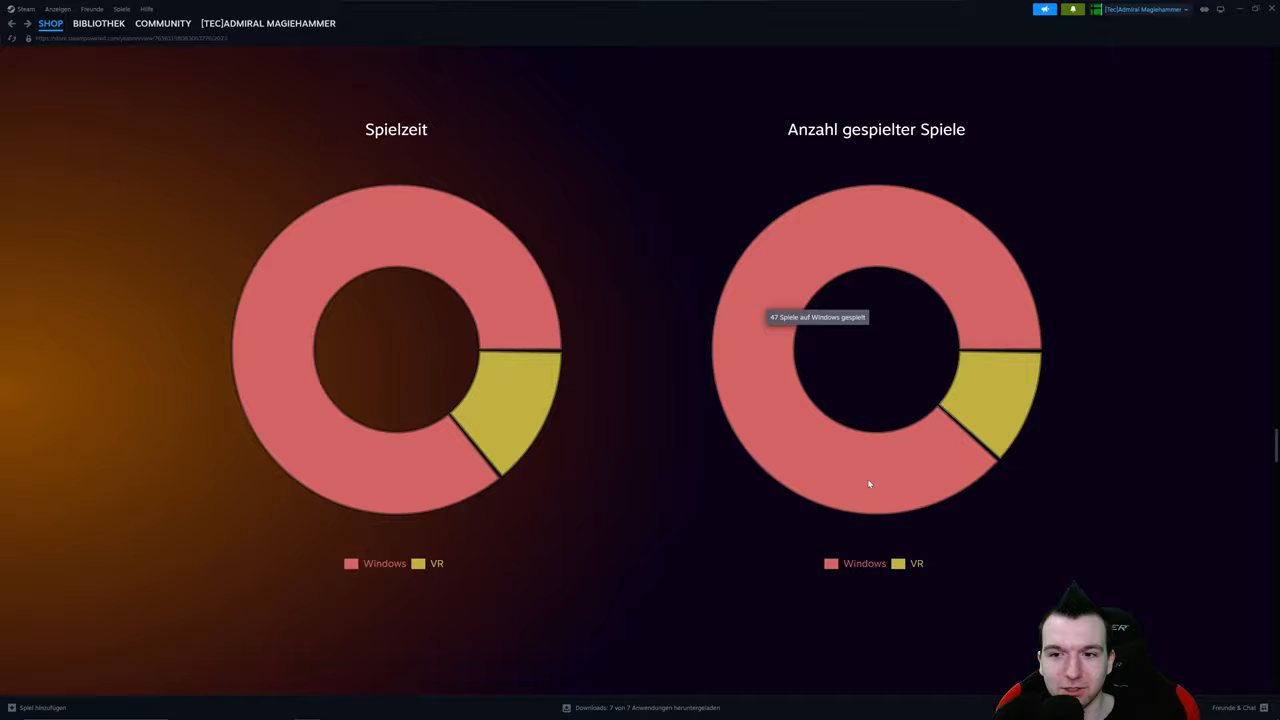 Steam Anzeigen Freunde Spiele Hilfe
[Tec]Admiral Magiehammer
SHOP BIBLIOTHEK COMMUNITY [TEC]ADMIRAL MAGIEHAMMER
Spielzeit
Anzahl gespielter Spiele
47 Spiele auf Windows gespielt
Windows VR
Windows VR
Spiel hinzufügen
Downloads: 7 von 7 Anwendungen heruntergeladen
Freunde & Chat